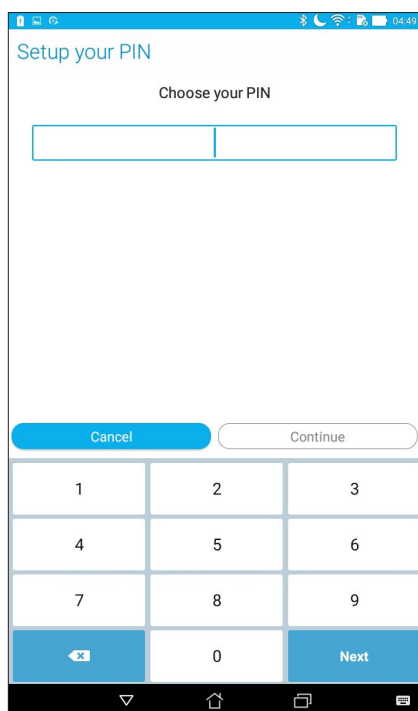 04:49
Setup your PIN
Choose your PIN
Cancel Continue
1 2 3
4 5 6
7 8 9
0 Next